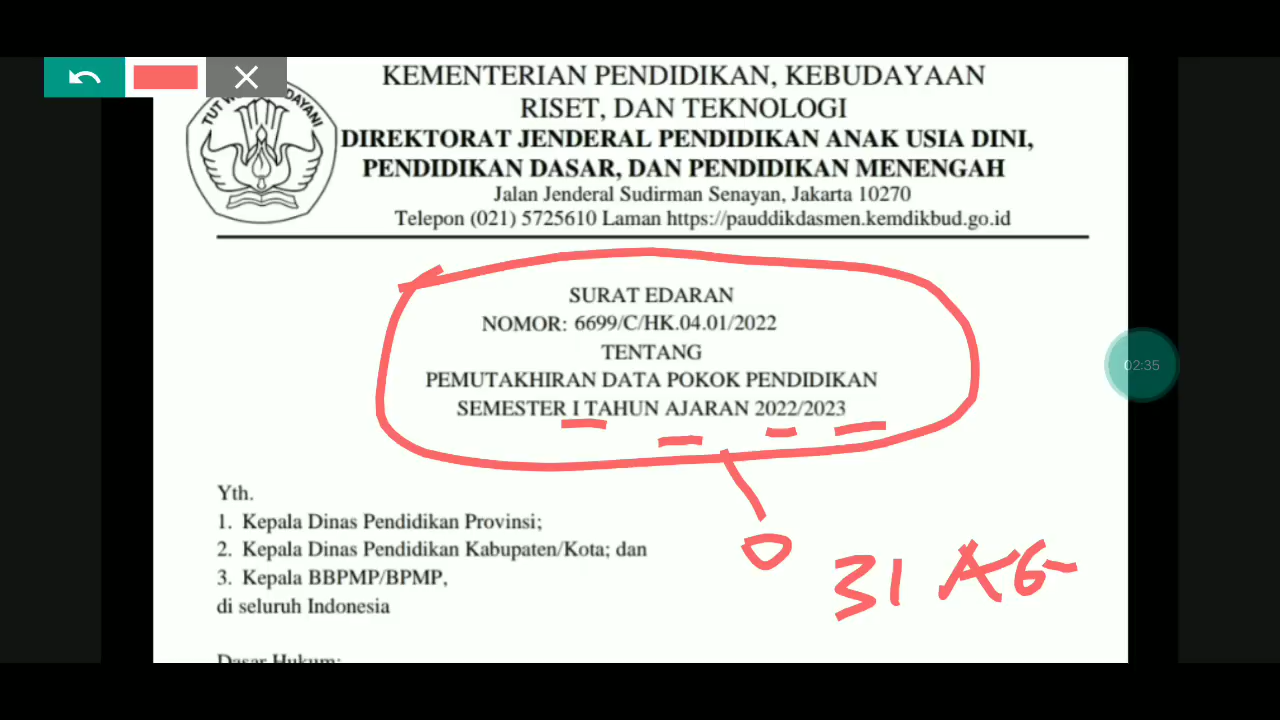 KEMENTERIAN PENDIDIKAN, KEBUDAYAAN
RISET, DAN TEKNOLOGI
DIREKTORAT JENDERAL PENDIDIKAN ANAK USIA DINI,
PENDIDIKAN DASAR, DAN PENDIDIKAN MENENGAH
Jalan Jenderal Sudirman Senayan, Jakarta 10270
Telepon (021) 5725610 Laman https://pauddikdasmen.kemdikbud.go.id
SURAT EDARAN
NOMOR: 6699/C/HK.04.01/2022
TENTANG
PEMUTAKHIRAN DATA POKOK PENDIDIKAN
SEMESTER I TAHUN AJARAN 2022/2023
02:35
Yth.
1. Kepala Dinas Pendidikan Provinsi;
2. Kepala Dinas Pendidikan Kabupaten/Kota; dan
3. Kepala BBPMP/BPMP,
di seluruh Indonesia
31 AG
Dasar Hukum: